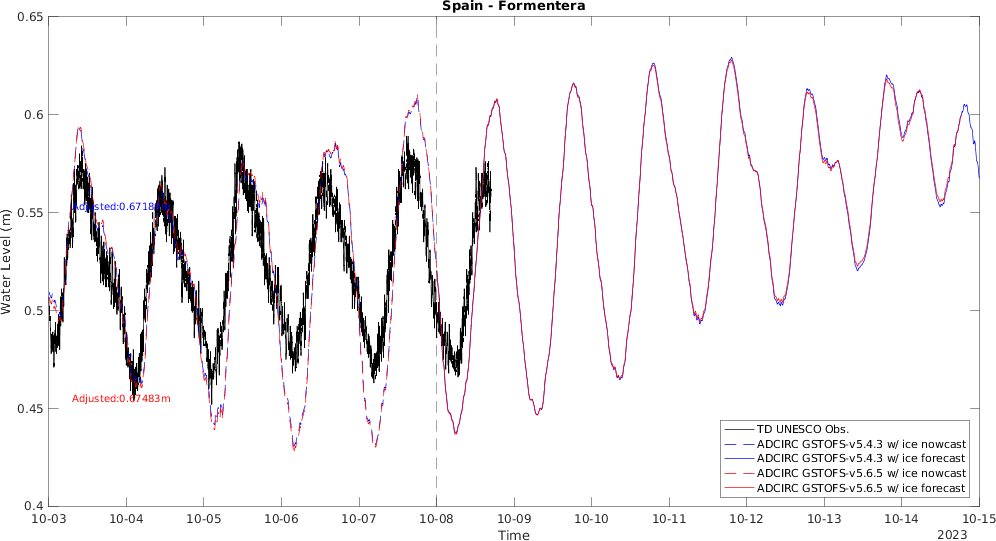 Spain - Formentera
0.65
0.6
0.55
0.5
0.45
0.4
Water Level (m)
Adjusted:0.6718
Adjusted:0.67483m
TD UNESCO Obs.
ADCIRC GSTOFS-v5.4.3 w/ ice nowcast
ADCIRC GSTOFS-v5.4.3 w/ ice forecast
ADCIRC GSTOFS-v5.6.5 w/ ice nowcast
ADCIRC GSTOFS-v5.6.5 w/ ice forecast
10-03 10-04 10-05 10-06 10-07 10-08 10-09 10-10 10-11 10-12 10-13 10-14 10-15
Time
2023